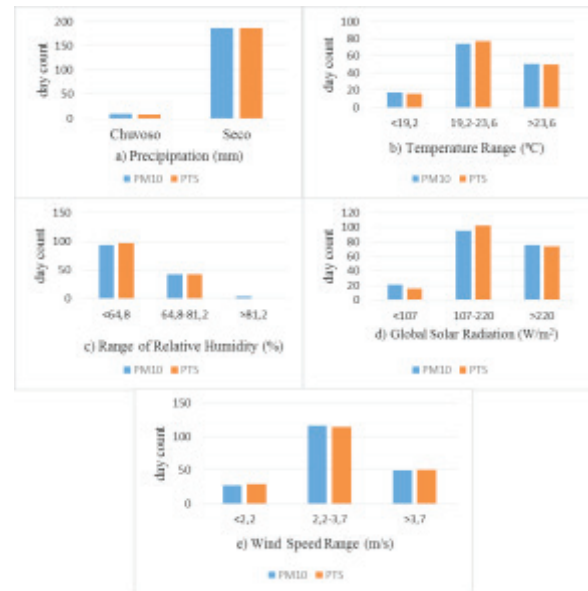 200
150
100
50
0
day count
Chuvoso Seco
a) Precipiptation (mm)
PM10 PTS
100
80
60
40
20
0
day count
<19,2 19,2-23,6 >23,6
b) Temperature Range (ºC)
PM10 PTS
150
100
50
0
day count
<64,8 64,8-81,2 >81,2
c) Range of Relative Humidity (%)
PM10 PTS
120
100
80
60
40
20
0
day count
<107 107-220 >220
d) Global Solar Radiation (W/m²)
PM10 PTS
150
100
50
0
day count
<2,2 2,2-3,7 >3,7
e) Wind Speed Range (m/s)
PM10 PTS